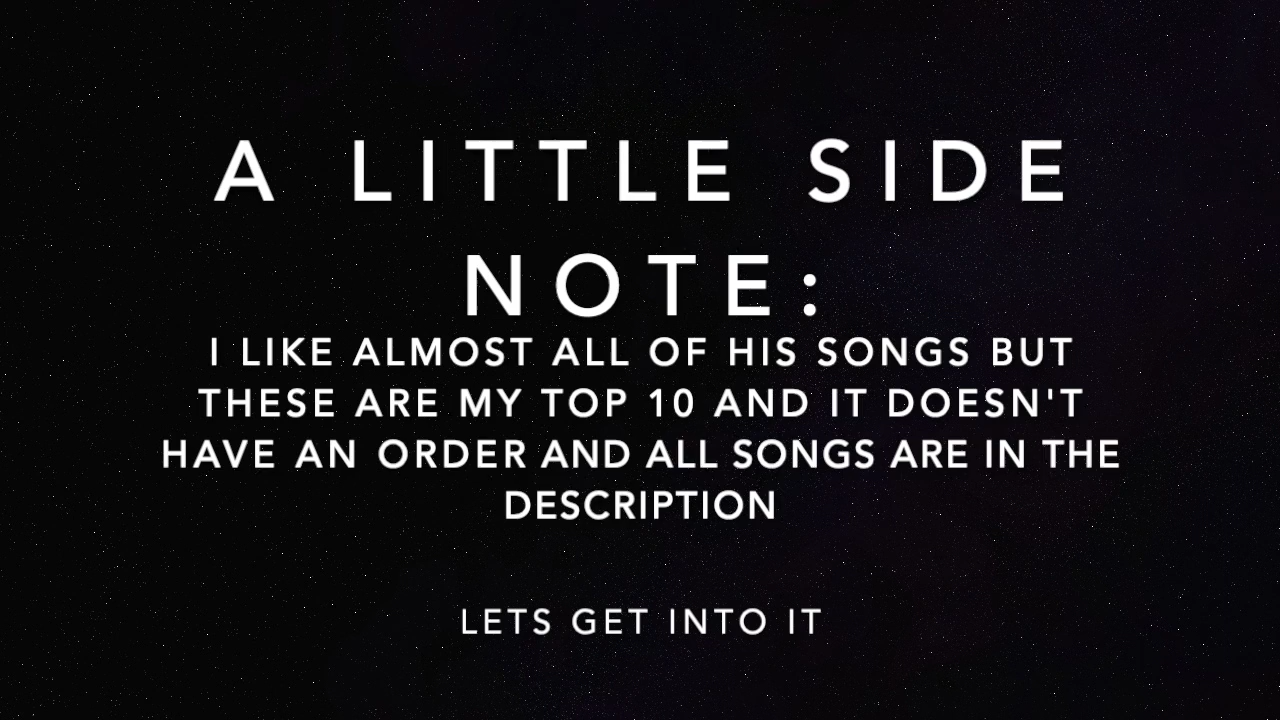 A LITTLE SIDE
NOTE:
I LIKE ALMOST ALL OF HIS SONGS BUT
THESE ARE MY TOP 10 AND IT DOESN'T
HAVE AN ORDER AND ALL SONGS ARE IN THE
DESCRIPTION
LETS GET INTO IT